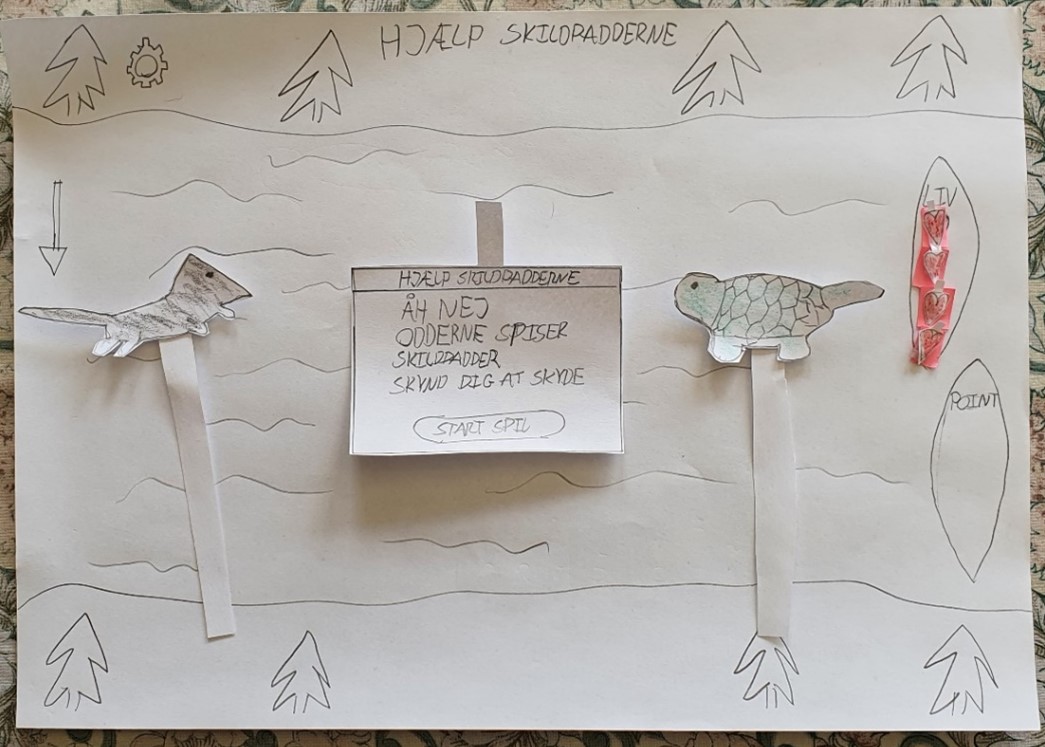 HJÆLP SKILDPADDERNE
LIV
HJÆLP SKILDPADDERNE
ÅH NEJ
ODDERNE SPISER
SKILDPADDER
SKYND DIG AT SKYDE
START SPIL
POINT